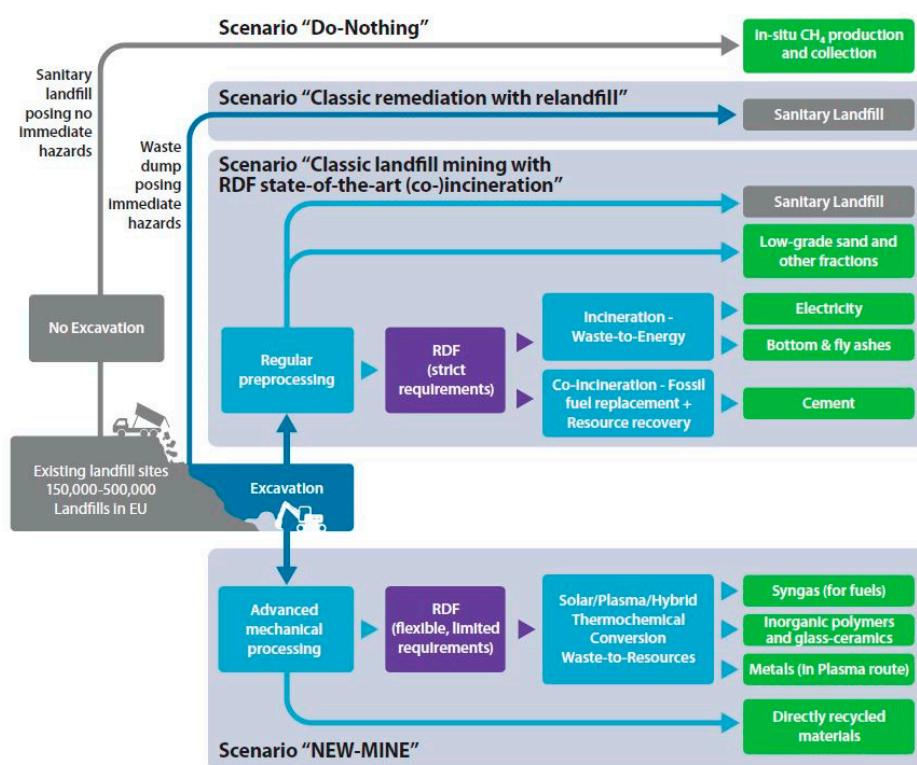 Scenario “Do-Nothing”
In-situ CH₄ production
and collection
Sanitary
landfill
posing no
immediate
hazards
Scenario “Classic remediation with relandfill”
Sanitary Landfill
Waste
dump
posing
immediate
hazards
Scenario “Classic landfill mining with
RDF state-of-the-art (co-)incineration”
Sanitary Landfill
Low-grade sand and
other fractions
No Excavation
Regular
preprocessing
RDF
(strict
requirements)
Incineration -
Waste-to-Energy
Electricity
Bottom & fly ashes
Co-incineration - Fossil
fuel replacement +
Resource recovery
Cement
Existing landfill sites
150,000-500,000
Landfills in EU
Excavation
Advanced
mechanical
processing
RDF
(flexible, limited
requirements)
Solar/Plasma/Hybrid
Thermochemical
Conversion
Waste-to-Resources
Syngas (for fuels)
Inorganic polymers
and glass-ceramics
Metals (in Plasma route)
Directly recycled
materials
Scenario “NEW-MINE”